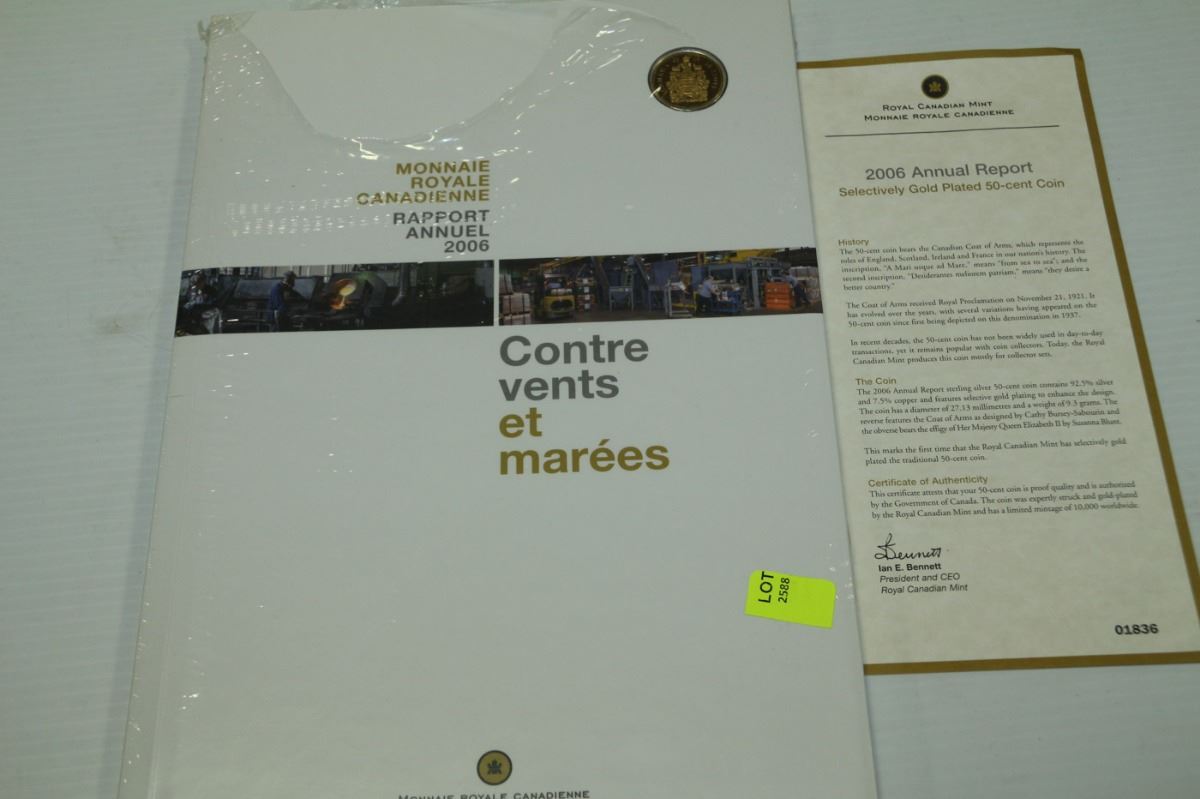 MONNAIE
ROYALE
CANADIENNE
RAPPORT
ANNUEL
2006
Contre
vents
et
marées
LOT
2588
MONNAIE ROYALE CANADIENNE
ROYAL CANADIAN MINT
MONNAIE ROYALE CANADIENNE
2006 Annual Report
Selectively Gold Plated 50-cent Coin
History
The 50-cent coin bears the Canadian Coat of Arms, which represents the
roles of England, Scotland, Ireland and France in our nation's history. The
inscription, "A Mari usque ad Mare," means "from sea to sea"; and the
second inscription, "Desiderantes meliorem patriam," means "they desire a
better country."
The Coat of Arms received Royal Proclamation on November 21, 1921. It
has evolved over the years, with several variations having appeared on the
50-cent coin since first being depicted on this denomination in 1937.
In recent decades, the 50-cent coin has not been widely used in day-to-day
transactions, yet it remains popular with coin collectors. Today, the Royal
Canadian Mint produces this coin mostly for collector sets.
The Coin
The 2006 Annual Report sterling silver 50-cent coin contains 92.5% silver
and 7.5% copper and features selective gold plating to enhance the design.
The coin has a diameter of 27.13 millimetres and a weight of 9.3 grams. The
reverse features the Coat of Arms as designed by Cathy Bursey-Sabourin and
the obverse bears the effigy of Her Majesty Queen Elizabeth II by Susanna Blunt.
This marks the first time that the Royal Canadian Mint has selectively gold
plated the traditional 50-cent coin.
Certificate of Authenticity
This certificate attests that your 50-cent coin is proof quality and is authorized
by the Government of Canada. The coin was expertly struck and gold-plated
by the Royal Canadian Mint and has a limited mintage of 10,000 worldwide.
Bennett
Ian E. Bennett
President and CEO
Royal Canadian Mint
01836